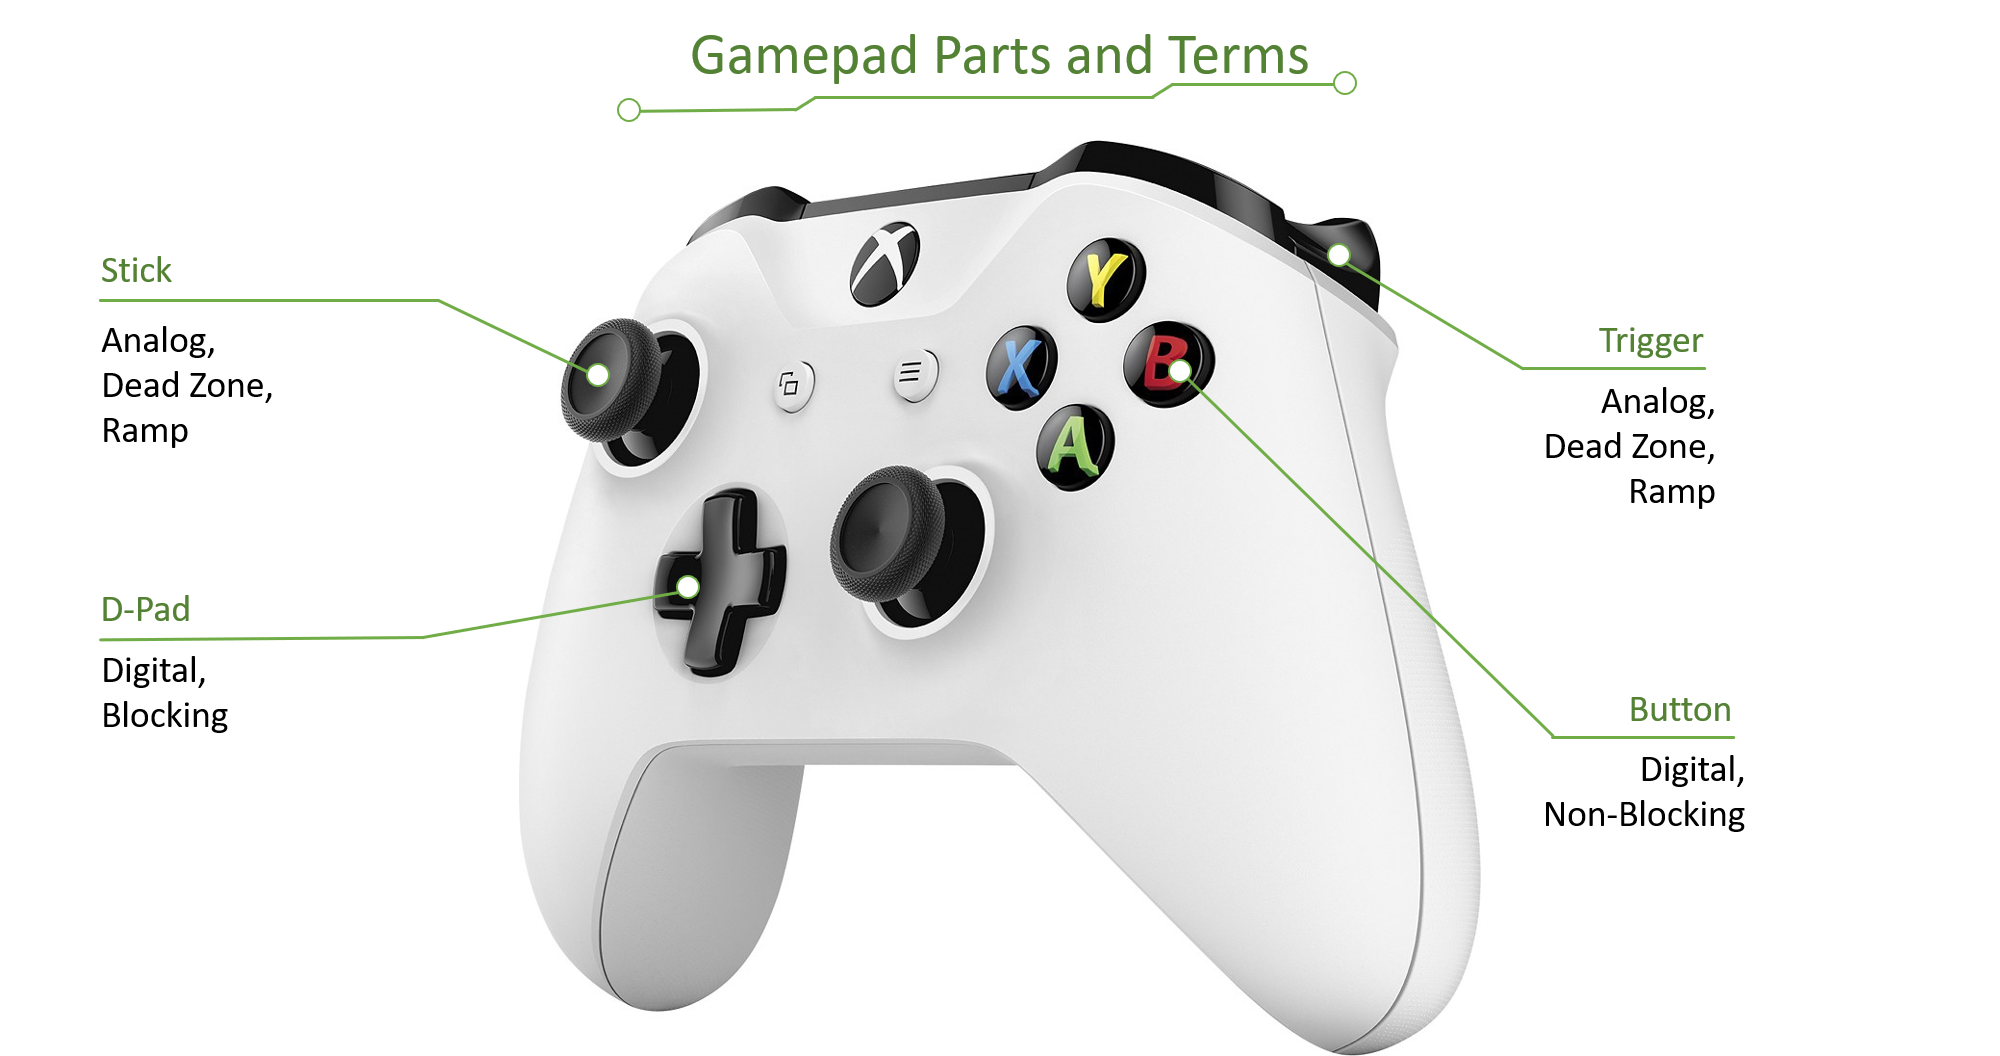 Gamepad Parts and Terms
Stick
Analog,
Dead Zone,
Ramp
D-Pad
Digital,
Blocking
Y
X
B
A
Trigger
Analog,
Dead Zone,
Ramp
Button
Digital,
Non-Blocking